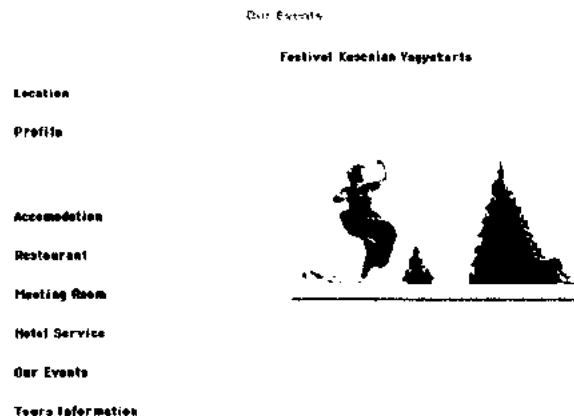 Our Events
Festival Kesenian Yogyakarta
Location
Profile
Accomodation
Restaurant
Meeting Room
Hotel Service
Our Events
Tours Information